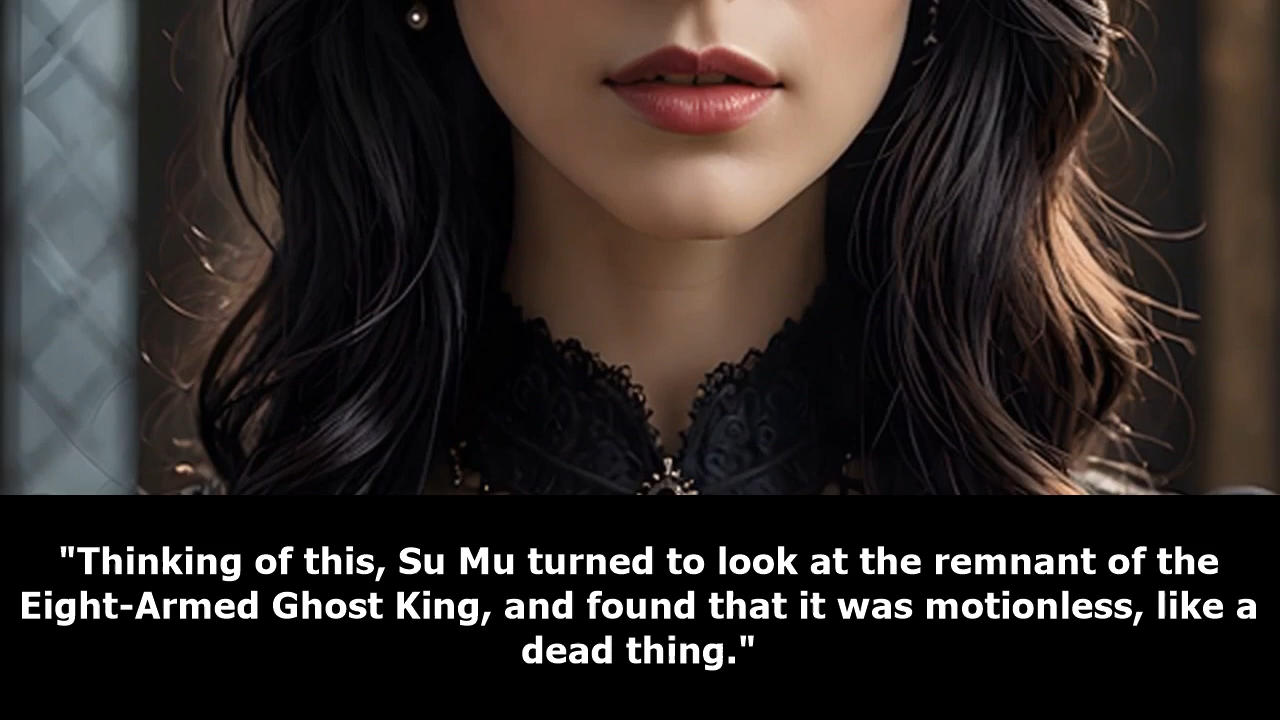 "Thinking of this, Su Mu turned to look at the remnant of the
Eight-Armed Ghost King, and found that it was motionless, like a
dead thing."